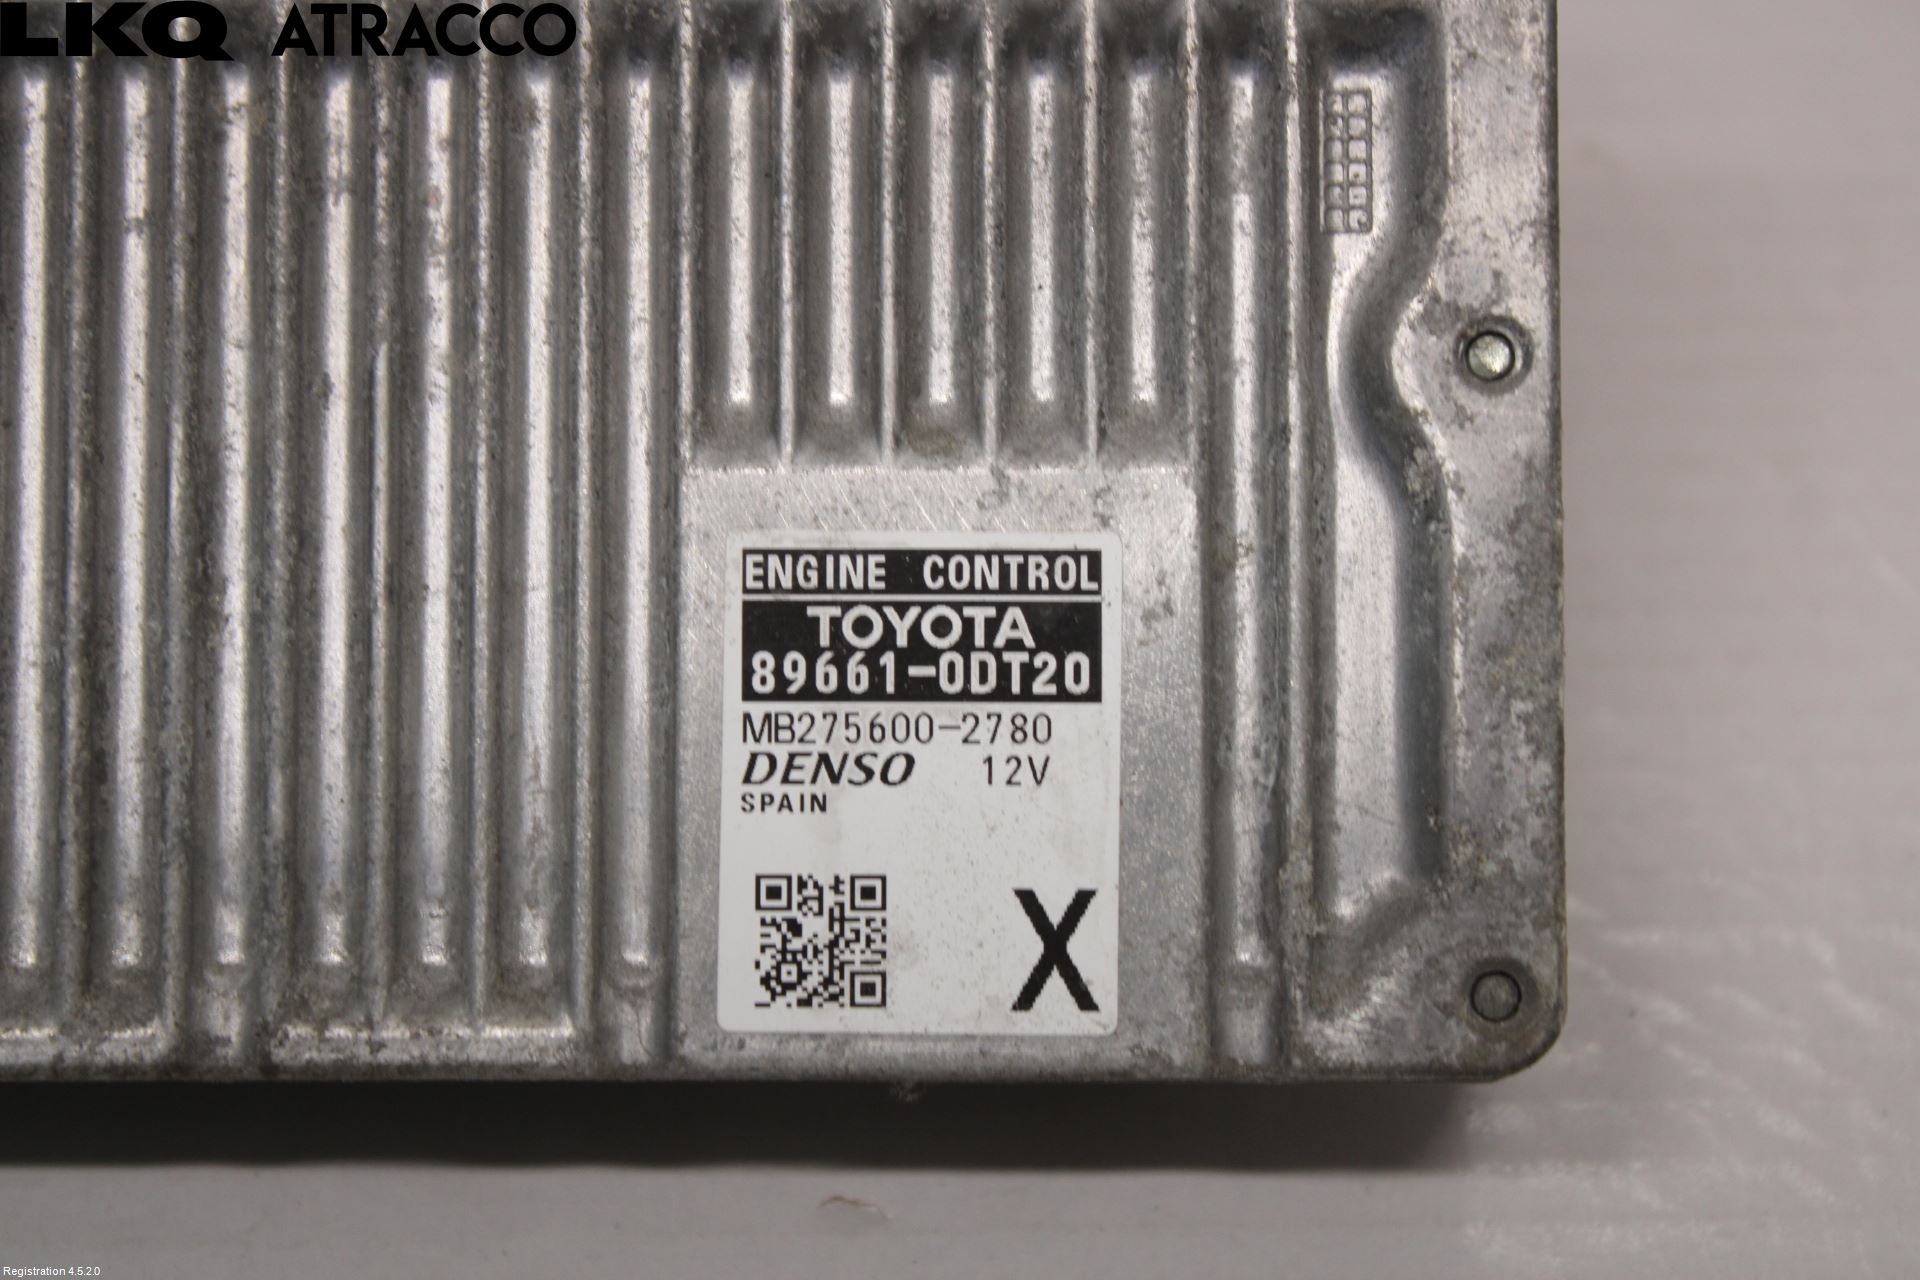 LKQ ATRACCO
ENGINE CONTROL
TOYOTA
89661-0DT20
MB275600-2780
DENSO 12V
SPAIN
X
Registration 4.5.2.0